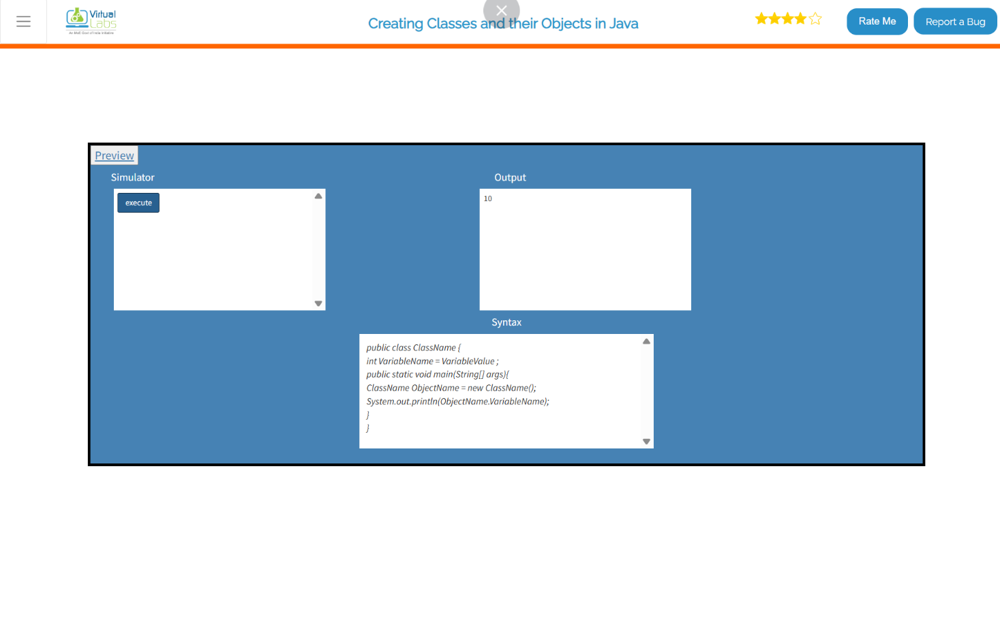 Virtual
Labs
An MoE Govt of India Initiative
Creating Classes and their Objects in Java
Rate Me
Report a Bug
Preview
Simulator
Output
execute
10
Syntax
public class ClassName {
int VariableName = VariableValue ;
public static void main(String[] args){
ClassName ObjectName = new ClassName();
System.out.println(ObjectName.VariableName);
}
}